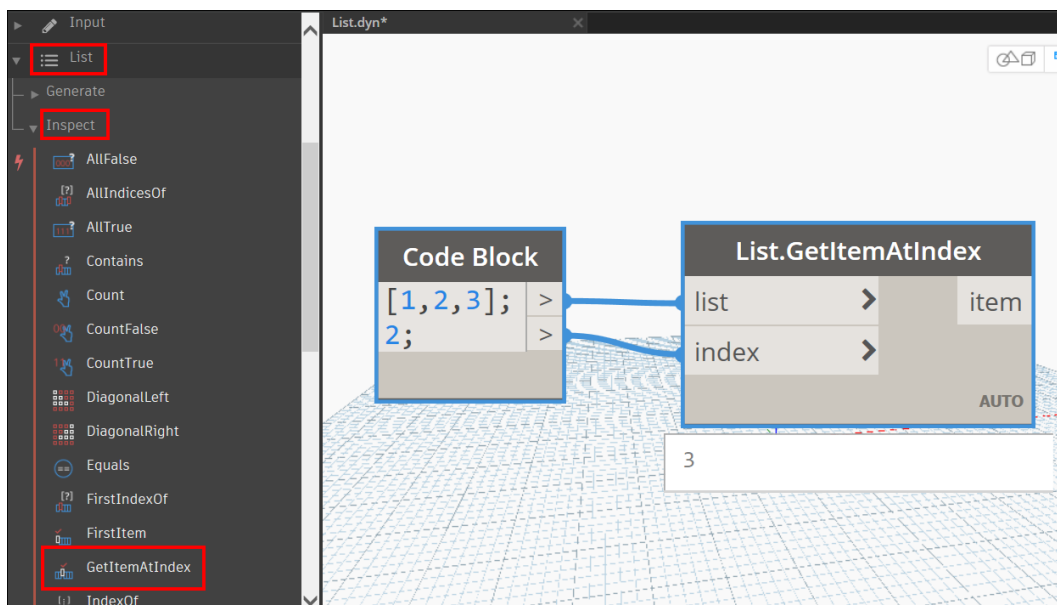 Input
List.dyn*
List
Generate
Inspect
AllFalse
AllIndicesOf
AllTrue
Contains
Count
CountFalse
CountTrue
DiagonalLeft
DiagonalRight
Equals
FirstIndexOf
FirstItem
GetItemAtIndex
IndexOf
Code Block
[1,2,3]; >
2; >
List.GetItemAtIndex
list > item
index >
AUTO
3